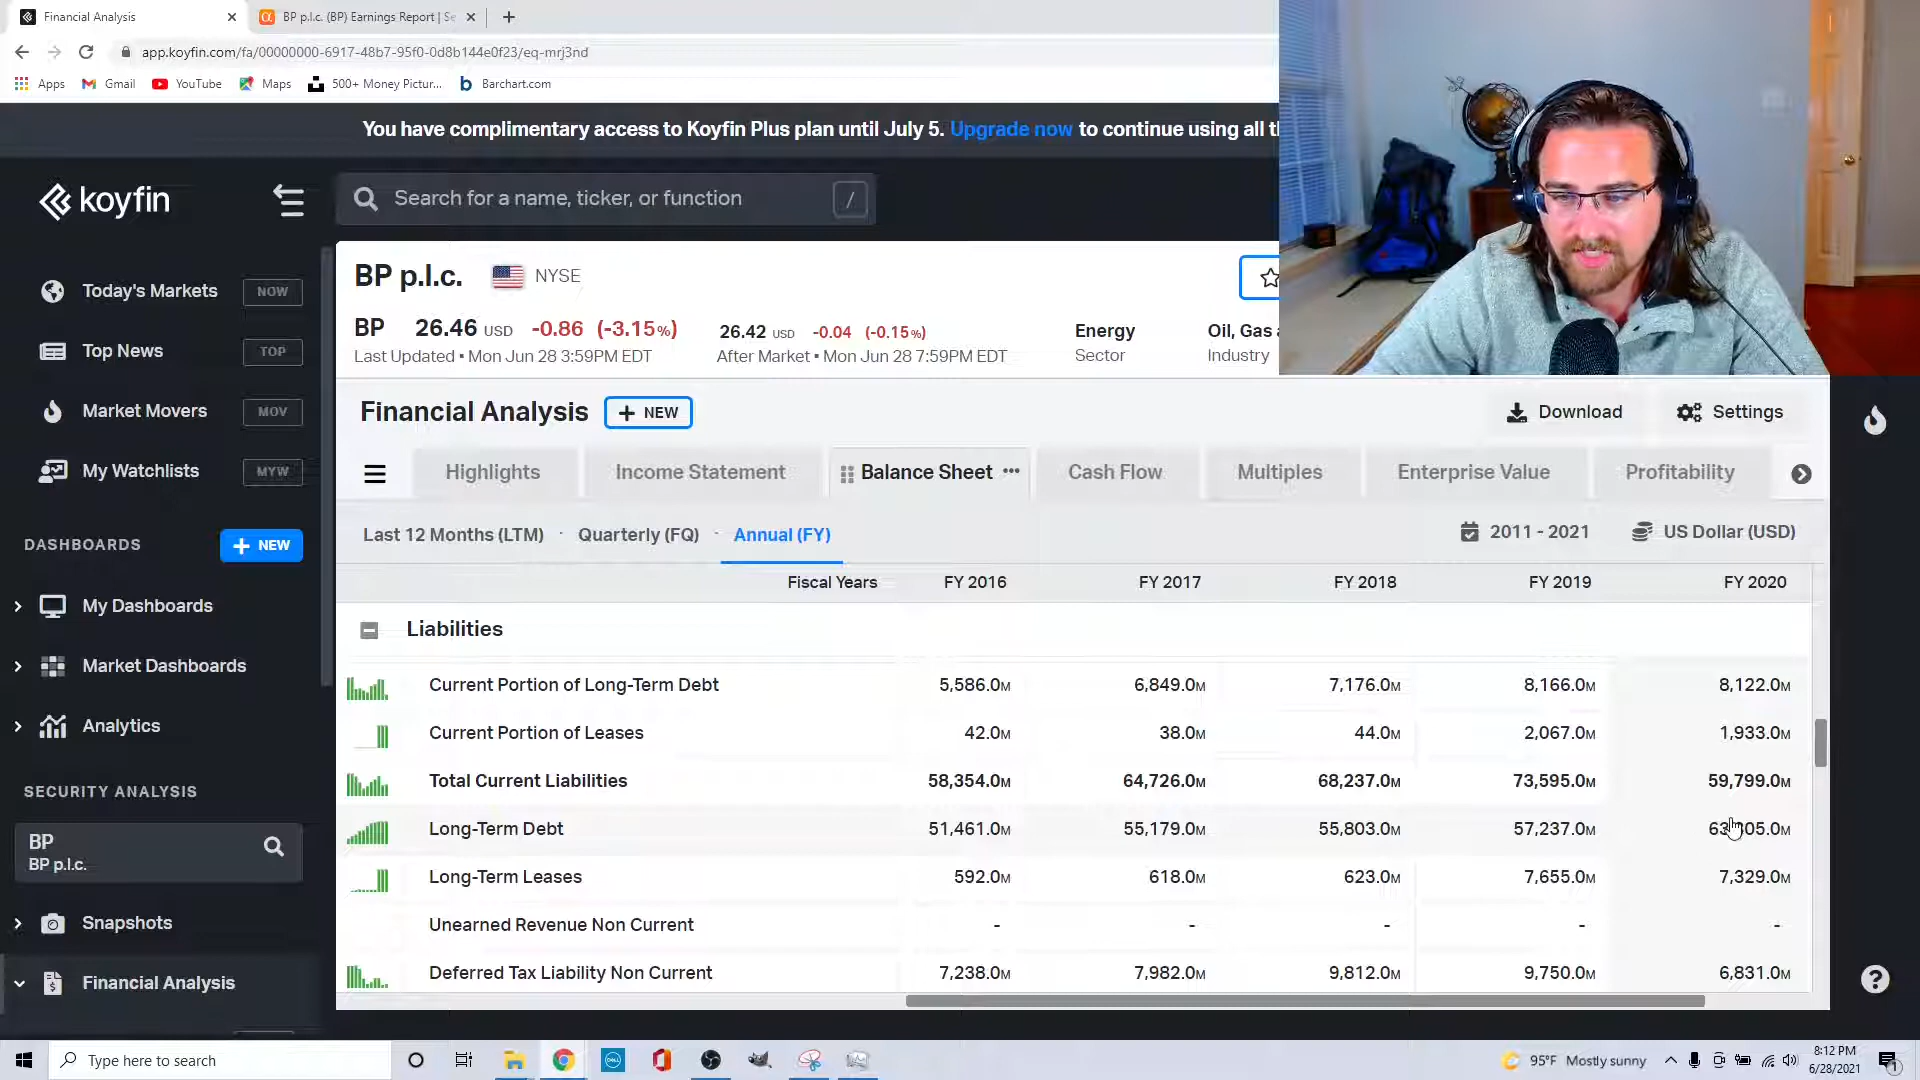 Financial Analysis
BP p.l.c. (BP) Earnings Report | Se
app.koyfin.com/fa/00000000-6917-48b7-95f0-0d8b144e0f23/eq-mrj3nd
Apps Gmail YouTube Maps 500+ Money Pictur... Barchart.com
You have complimentary access to Koyfin Plus plan until July 5. Upgrade now to continue using all
koyfin
Search for a name, ticker, or function /
Today's Markets NOW
Top News TOP
Market Movers MOV
My Watchlists MYW
DASHBOARDS + NEW
My Dashboards
Market Dashboards
Analytics
SECURITY ANALYSIS
BP
BP p.l.c.
Snapshots
Financial Analysis
BP p.l.c. NYSE
BP 26.46 USD -0.86 (-3.15%) 26.42 USD -0.04 (-0.15%) Energy Oil, Gas
Last Updated • Mon Jun 28 3:59PM EDT After Market • Mon Jun 28 7:59PM EDT Sector Industry
Financial Analysis + NEW Download Settings
Highlights Income Statement Balance Sheet ••• Cash Flow Multiples Enterprise Value Profitability
Last 12 Months (LTM) · Quarterly (FQ) · Annual (FY) 2011 - 2021 US Dollar (USD)
Fiscal Years FY 2016 FY 2017 FY 2018 FY 2019 FY 2020
Liabilities
Current Portion of Long-Term Debt 5,586.0M 6,849.0M 7,176.0M 8,166.0M 8,122.0M
Current Portion of Leases 42.0M 38.0M 44.0M 2,067.0M 1,933.0M
Total Current Liabilities 58,354.0M 64,726.0M 68,237.0M 73,595.0M 59,799.0M
Long-Term Debt 51,461.0M 55,179.0M 55,803.0M 57,237.0M
Long-Term Leases 592.0M 618.0M 623.0M 7,655.0M 7,329.0M
Unearned Revenue Non Current - - - - -
Deferred Tax Liability Non Current 7,238.0M 7,982.0M 9,812.0M 9,750.0M 6,831.0M
Type here to search
DELL
95°F Mostly sunny
8:12 PM
6/28/2021
1